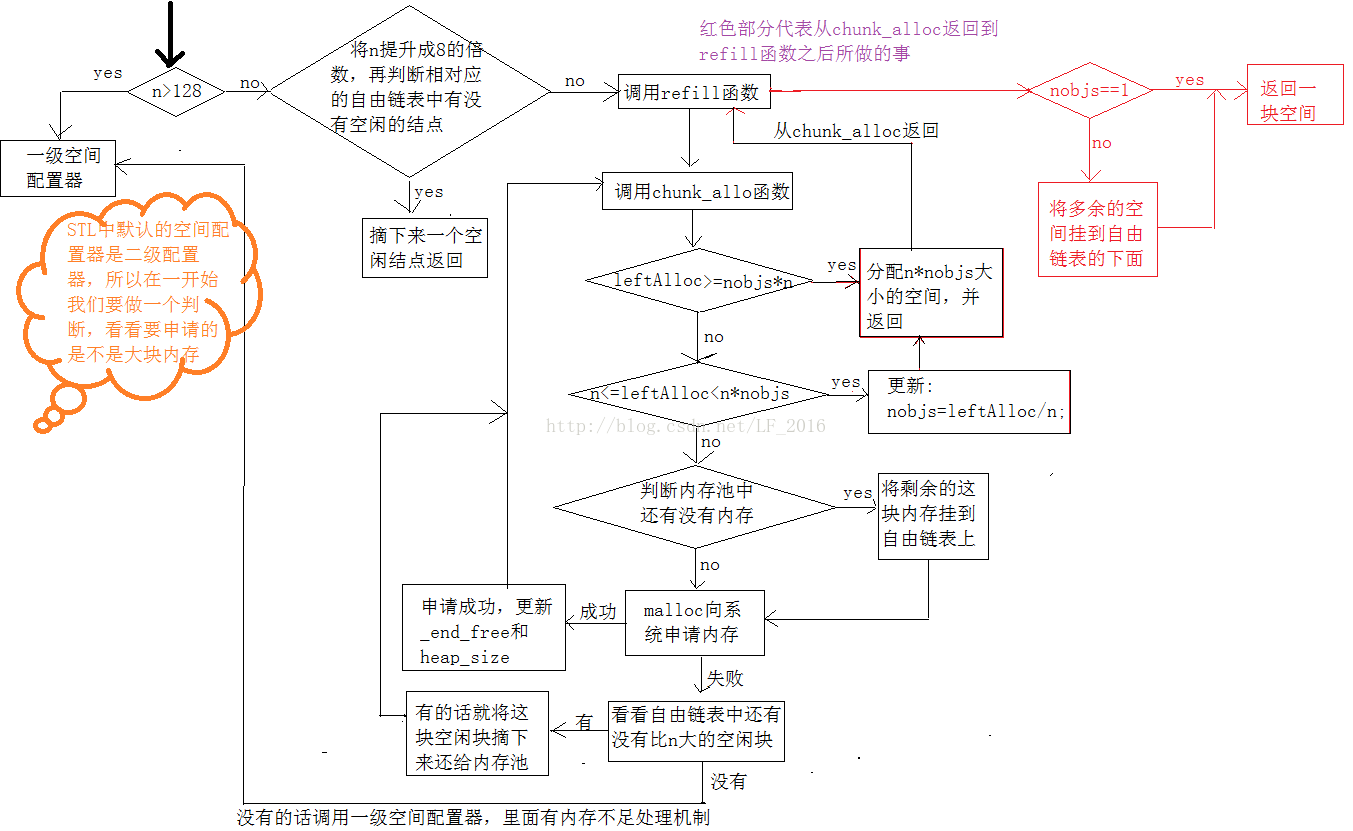 红色部分代表从chunk_alloc返回到
refill函数之后所做的事
yes
n>128
no
将n提升成8的倍
数，再判断相对应
的自由链表中有没
有空闲的结点
no
调用refill函数
nobjs==1
yes
返回一
块空间
no
一级空间
配置器
yes
从chunk_alloc返回
调用chunk_allo函数
将多余的空
间挂到自由
链表的下面
摘下来一个空
闲结点返回
STL中默认的空间配
置器是二级配置
器，所以在一开始
我们要做一个判
断，看看要申请的
是不是大块内存
leftAlloc>=nobjs*n
yes
分配n*nobjs大
小的空间，并
返回
no
n<=leftAlloc<n*nobjs
yes
更新:
nobjs=leftAlloc/n;
http://blog.csdn.net/LF_2016
no
判断内存池中
还有没有内存
yes
将剩余的这
块内存挂到
自由链表上
no
申请成功，更新
_end_free和
heap_size
成功
malloc向系
统申请内存
失败
有的话就将这
块空闲块摘下
来还给内存池
有
看看自由链表中还有
没有比n大的空闲块
没有
没有的话调用一级空间配置器，里面有内存不足处理机制